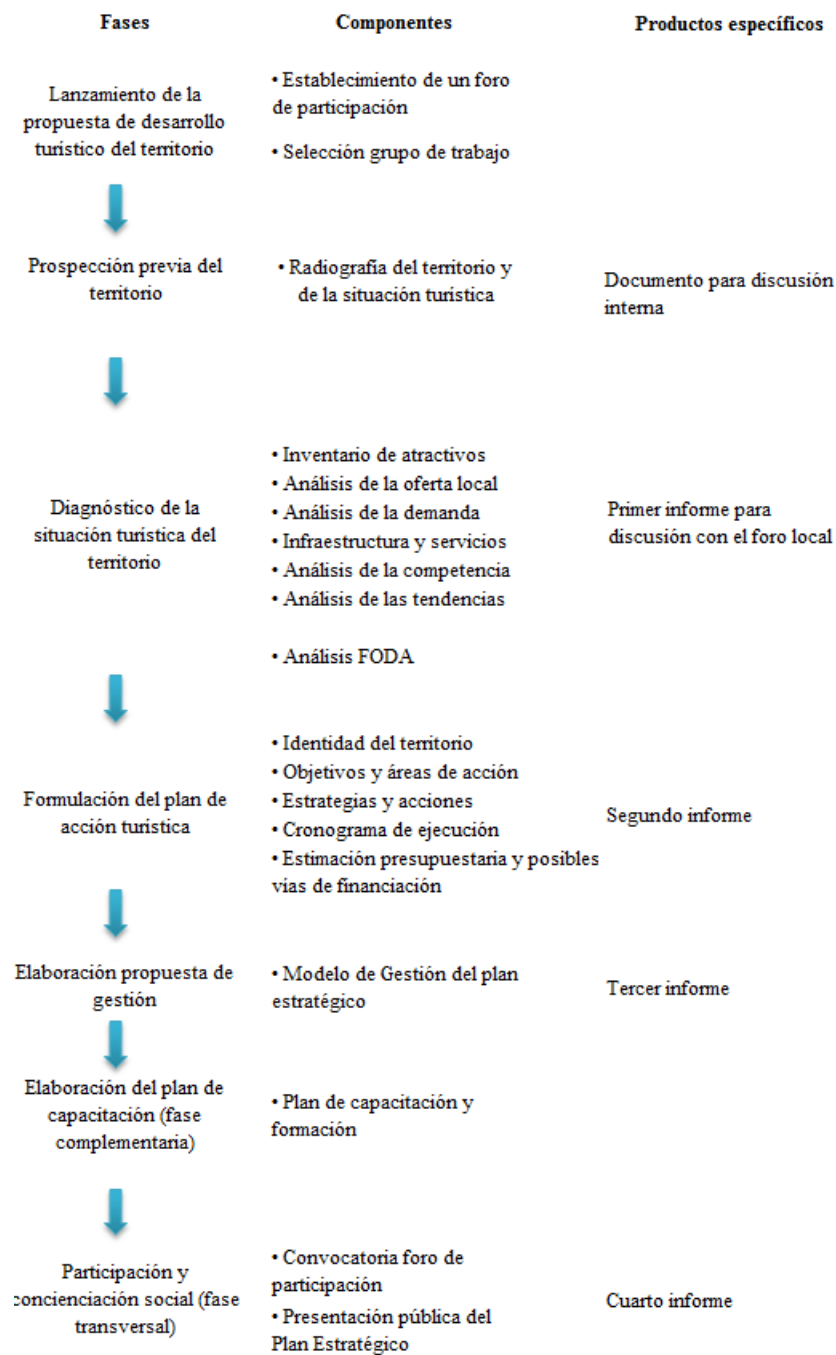 Fases
Componentes
Productos específicos
Lanzamiento de la
propuesta de desarrollo
turístico del territorio
• Establecimiento de un foro
de participación
• Selección grupo de trabajo
Prospección previa del
territorio
• Radiografía del territorio y
de la situación turística
Documento para discusión
interna
Diagnóstico de la
situación turística del
territorio
• Inventario de atractivos
• Análisis de la oferta local
• Análisis de la demanda
• Infraestructura y servicios
• Análisis de la competencia
• Análisis de las tendencias
• Análisis FODA
Primer informe para
discusión con el foro local
Formulación del plan de
acción turística
• Identidad del territorio
• Objetivos y áreas de acción
• Estrategias y acciones
• Cronograma de ejecución
• Estimación presupuestaria y posibles
vías de financiación
Segundo informe
Elaboración propuesta de
gestión
• Modelo de Gestión del plan
estratégico
Tercer informe
Elaboración del plan de
capacitación (fase
complementaria)
• Plan de capacitación y
formación
Participación y
concienciación social (fase
transversal)
• Convocatoria foro de
participación
• Presentación pública del
Plan Estratégico
Cuarto informe